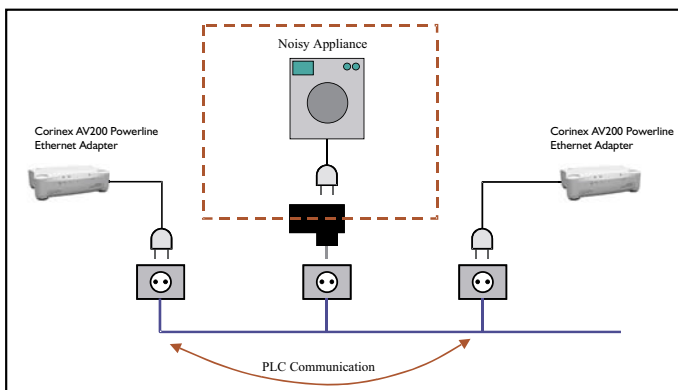 Noisy Appliance
Corinex AV200 Powerline
Ethernet Adapter
Corinex AV200 Powerline
Ethernet Adapter
PLC Communication